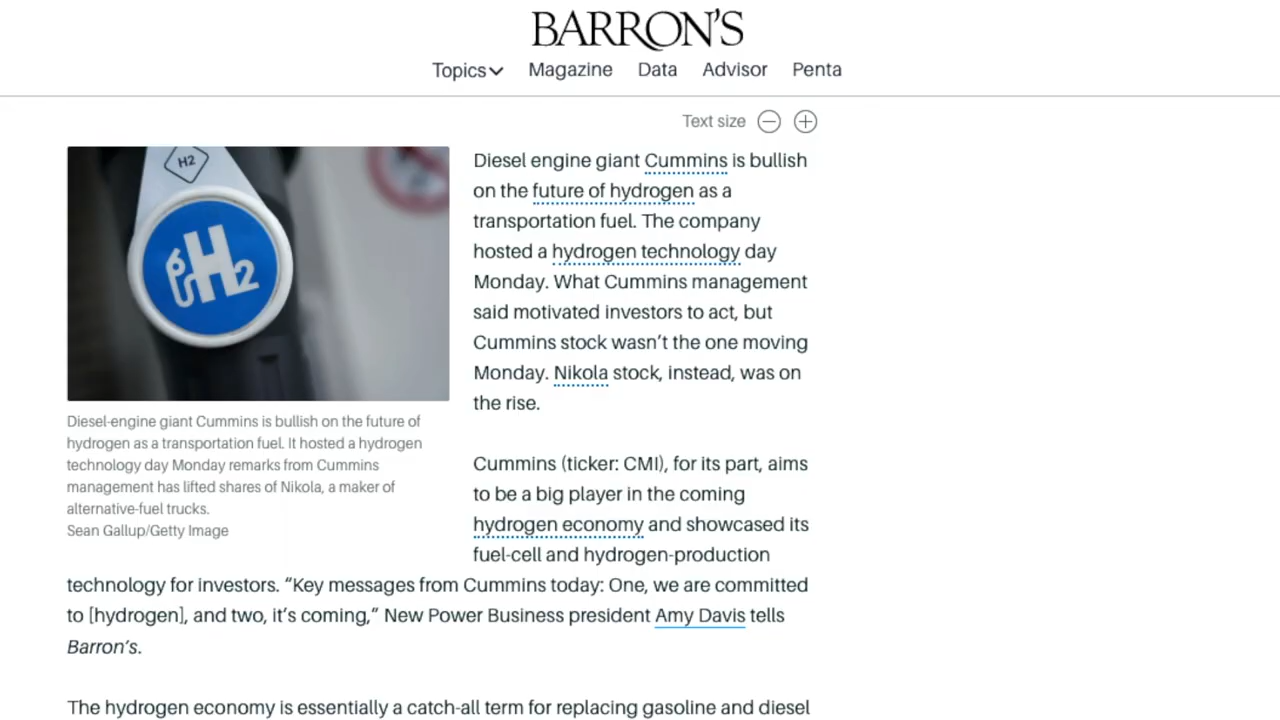 BARRON'S
Topics Magazine Data Advisor Penta
Text size
H2
H2
Diesel-engine giant Cummins is bullish on the future of
hydrogen as a transportation fuel. It hosted a hydrogen
technology day Monday remarks from Cummins
management has lifted shares of Nikola, a maker of
alternative-fuel trucks.
Sean Gallup/Getty Image
Diesel engine giant Cummins is bullish
on the future of hydrogen as a
transportation fuel. The company
hosted a hydrogen technology day
Monday. What Cummins management
said motivated investors to act, but
Cummins stock wasn’t the one moving
Monday. Nikola stock, instead, was on
the rise.
Cummins (ticker: CMI), for its part, aims
to be a big player in the coming
hydrogen economy and showcased its
fuel-cell and hydrogen-production
technology for investors. “Key messages from Cummins today: One, we are committed
to [hydrogen], and two, it’s coming,” New Power Business president Amy Davis tells
Barron’s.
The hydrogen economy is essentially a catch-all term for replacing gasoline and diesel